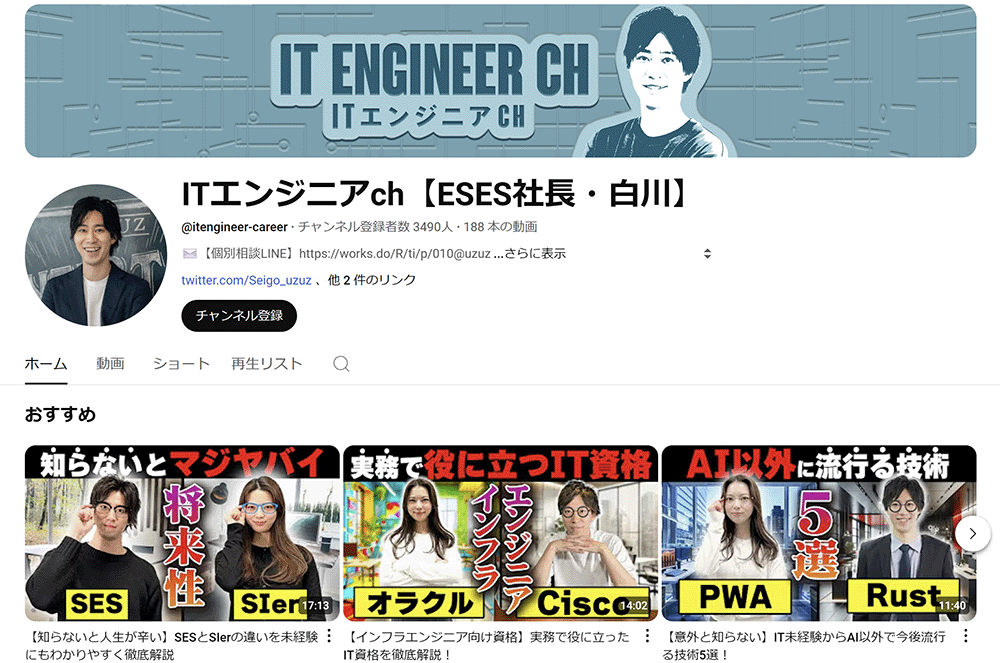 IT ENGINEER CH
ITエンジニアCH
ITエンジニアch【ESES社長・白川】
@itengineer-career · チャンネル登録者数 3490人 · 188 本の動画
【個別相談LINE】https://works.do/R/ti/p/010@uzuz ...さらに表示
twitter.com/Seigo_uzuz 、他 2 件のリンク
チャンネル登録
ホーム 動画 ショート 再生リスト
おすすめ
知らないとマジヤバイ
将来性
SES
SIer
17:13
【知らないと人生が辛い】SESとSIerの違いを未経験
にもわかりやすく徹底解説
実務で役に立つIT資格
エンジニア
インフラ
オラクル
Cisco
14:02
【インフラエンジニア向け資格】実務で役に立った
IT資格を徹底解説！
AI以外に流行る技術
5選
PWA
Rust
11:40
【意外と知らない】IT未経験からAI以外で今後流行
る技術5選！